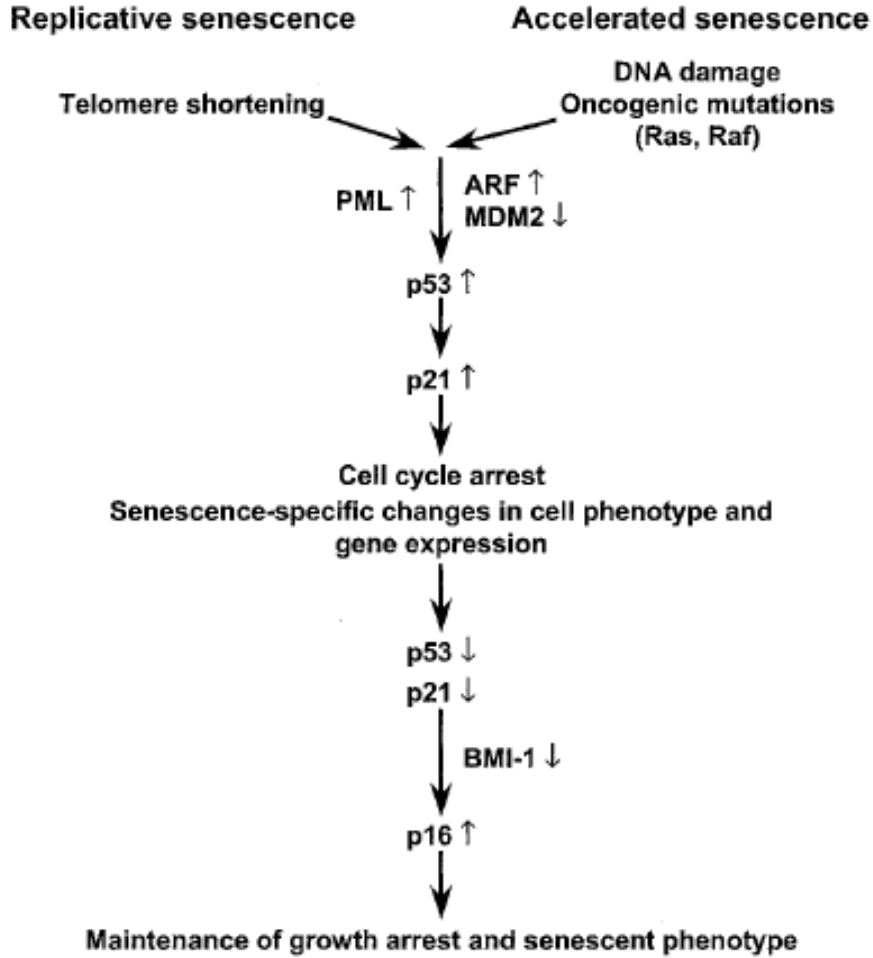 Replicative senescence
Accelerated senescence
Telomere shortening
DNA damage
Oncogenic mutations
(Ras, Raf)
PML ↑
ARF ↑
MDM2 ↓
p53 ↑
p21 ↑
Cell cycle arrest
Senescence-specific changes in cell phenotype and
gene expression
p53 ↓
p21 ↓
BMI-1 ↓
p16 ↑
Maintenance of growth arrest and senescent phenotype